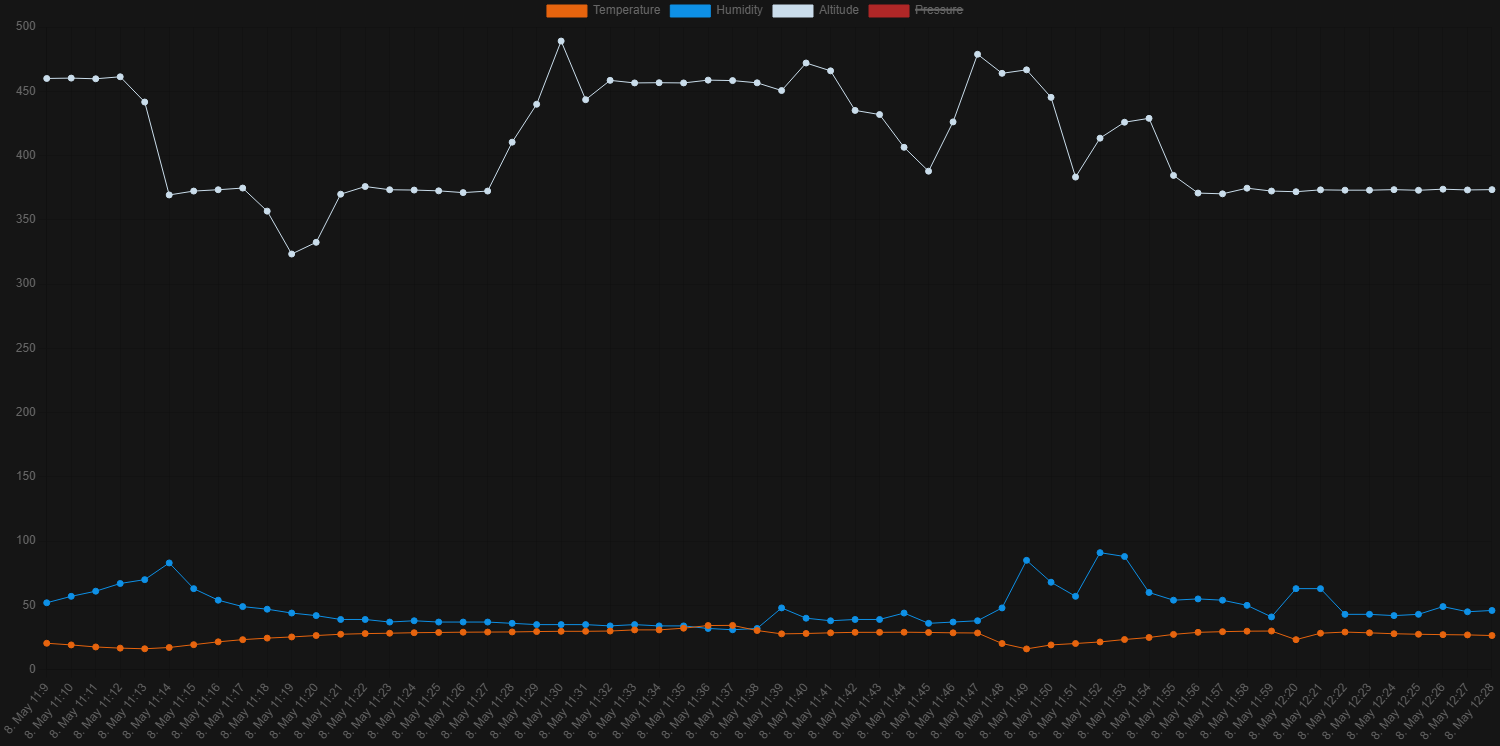 Temperature Humidity Altitude Pressure
500
450
400
350
300
250
200
150
100
50
0
8. May 11:9
8. May 11:10
8. May 11:11
8. May 11:12
8. May 11:13
8. May 11:14
8. May 11:15
8. May 11:16
8. May 11:17
8. May 11:18
8. May 11:19
8. May 11:20
8. May 11:21
8. May 11:22
8. May 11:23
8. May 11:24
8. May 11:25
8. May 11:26
8. May 11:27
8. May 11:28
8. May 11:29
8. May 11:30
8. May 11:31
8. May 11:32
8. May 11:33
8. May 11:34
8. May 11:35
8. May 11:36
8. May 11:37
8. May 11:38
8. May 11:39
8. May 11:40
8. May 11:41
8. May 11:42
8. May 11:43
8. May 11:44
8. May 11:45
8. May 11:46
8. May 11:47
8. May 11:48
8. May 11:49
8. May 11:50
8. May 11:51
8. May 11:52
8. May 11:53
8. May 11:54
8. May 11:55
8. May 11:56
8. May 11:57
8. May 11:58
8. May 11:59
8. May 12:20
8. May 12:21
8. May 12:22
8. May 12:23
8. May 12:24
8. May 12:25
8. May 12:26
8. May 12:27
8. May 12:28